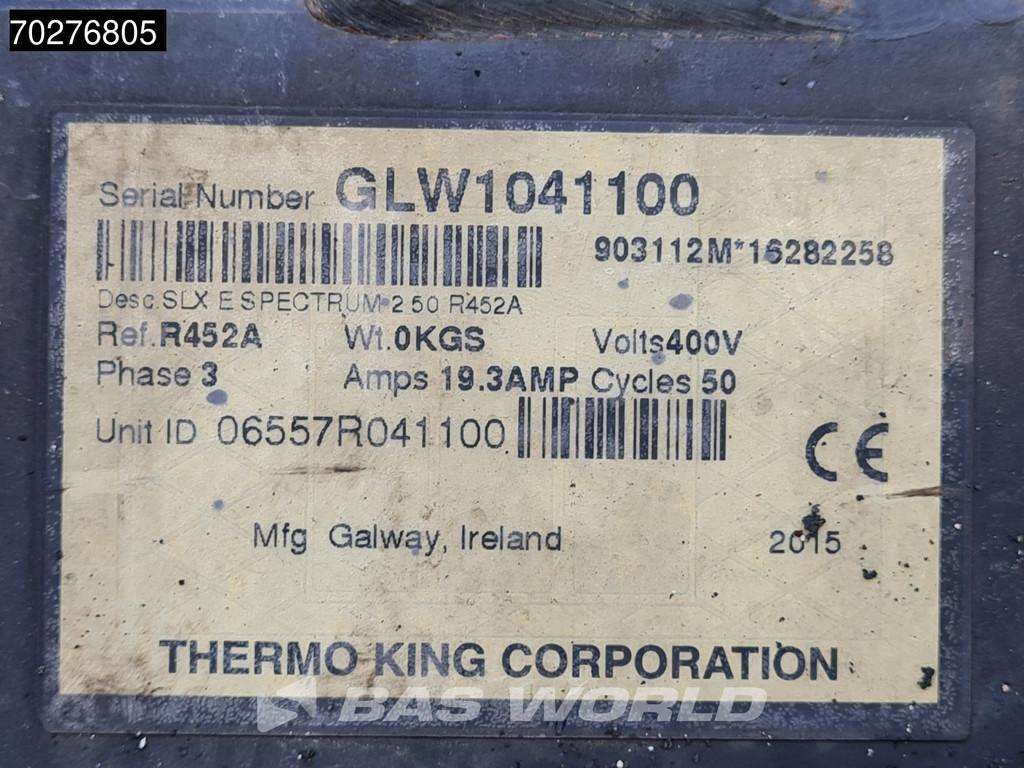 70276805
Serial Number GLW1041100
903112M*16282258
Desc.SLX E SPECTRUM 2 50 R452A
Ref.R452A Wt.0KGS Volts400V
Phase 3 Amps 19.3AMP Cycles 50
Unit ID 06557R041100
CE
Mfg Galway, Ireland 2015
THERMO KING CORPORATION
BAS WORLD